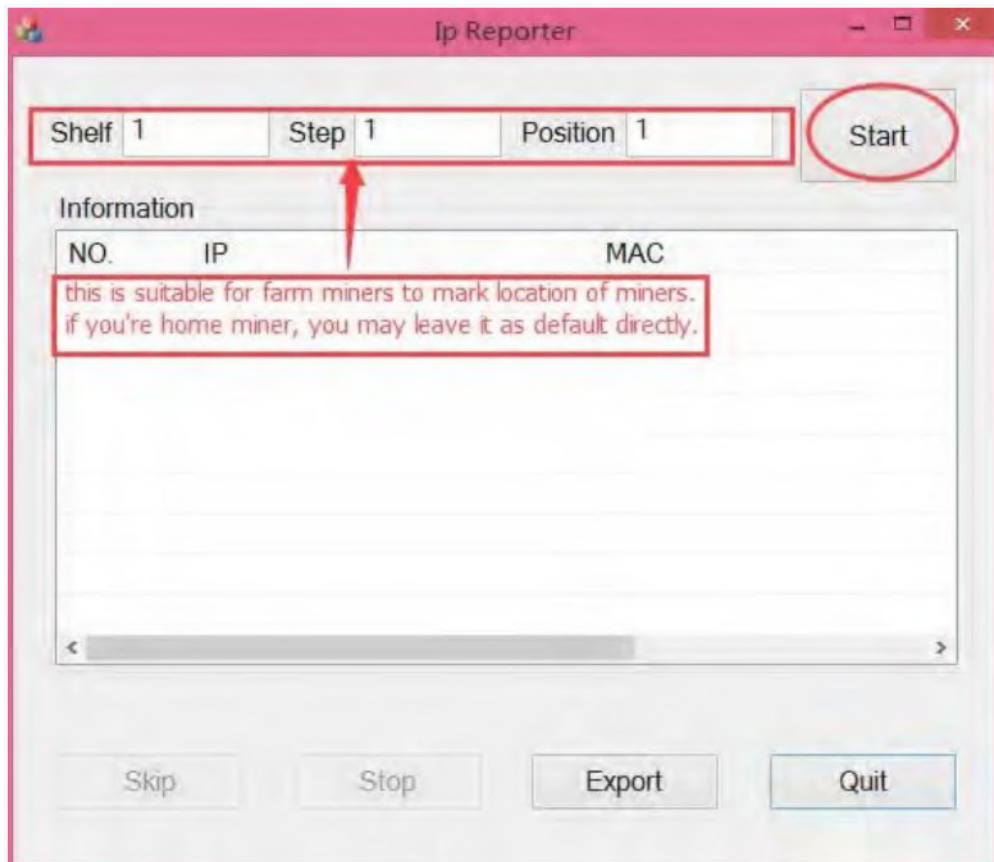 Ip Reporter
Shelf 1 Step 1 Position 1 Start
Information
NO. IP MAC
this is suitable for farm miners to mark location of miners.
if you're home miner, you may leave it as default directly.
Skip Stop Export Quit